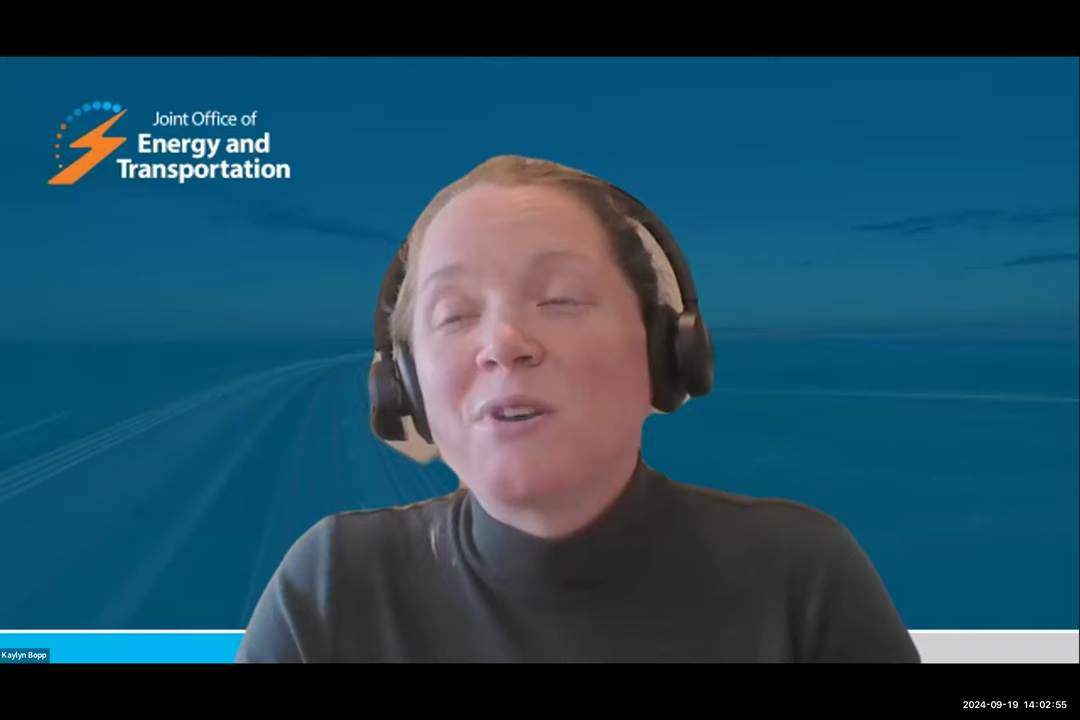 Joint Office of
Energy and
Transportation
Kaylyn Bopp
2024-09-19 14:02:55